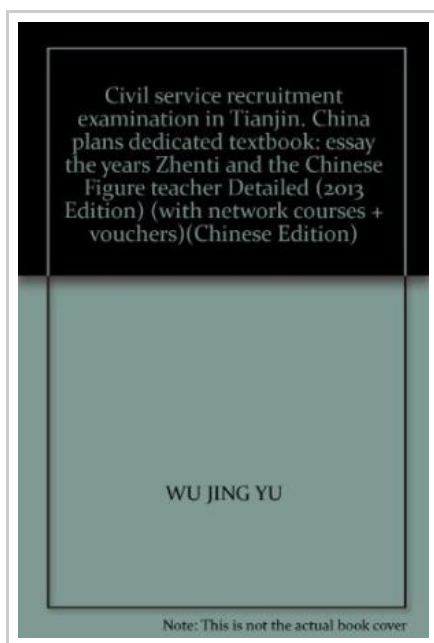 Civil service recruitment
examination in Tianjin. China
plans dedicated textbook: essay
the years Zhenti and the Chinese
Figure teacher Detailed (2013
Edition) (with network courses +
vouchers)(Chinese Edition)
WU JING YU
Note: This is not the actual book cover